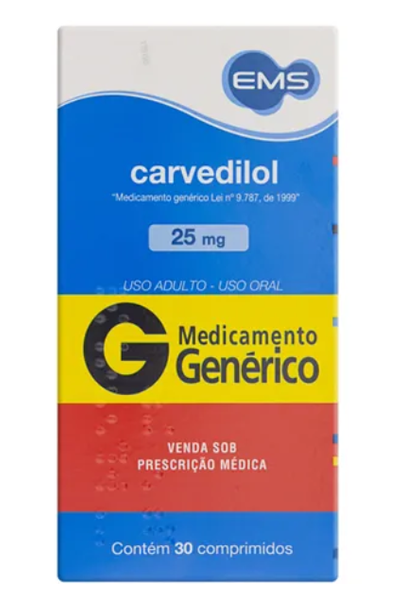 EMS
carvedilol
"Medicamento genérico Lei nº 9.787, de 1999"
25 mg
USO ADULTO - USO ORAL
G Medicamento
Genérico
VENDA SOB
PRESCRIÇÃO MÉDICA
Contém 30 comprimidos